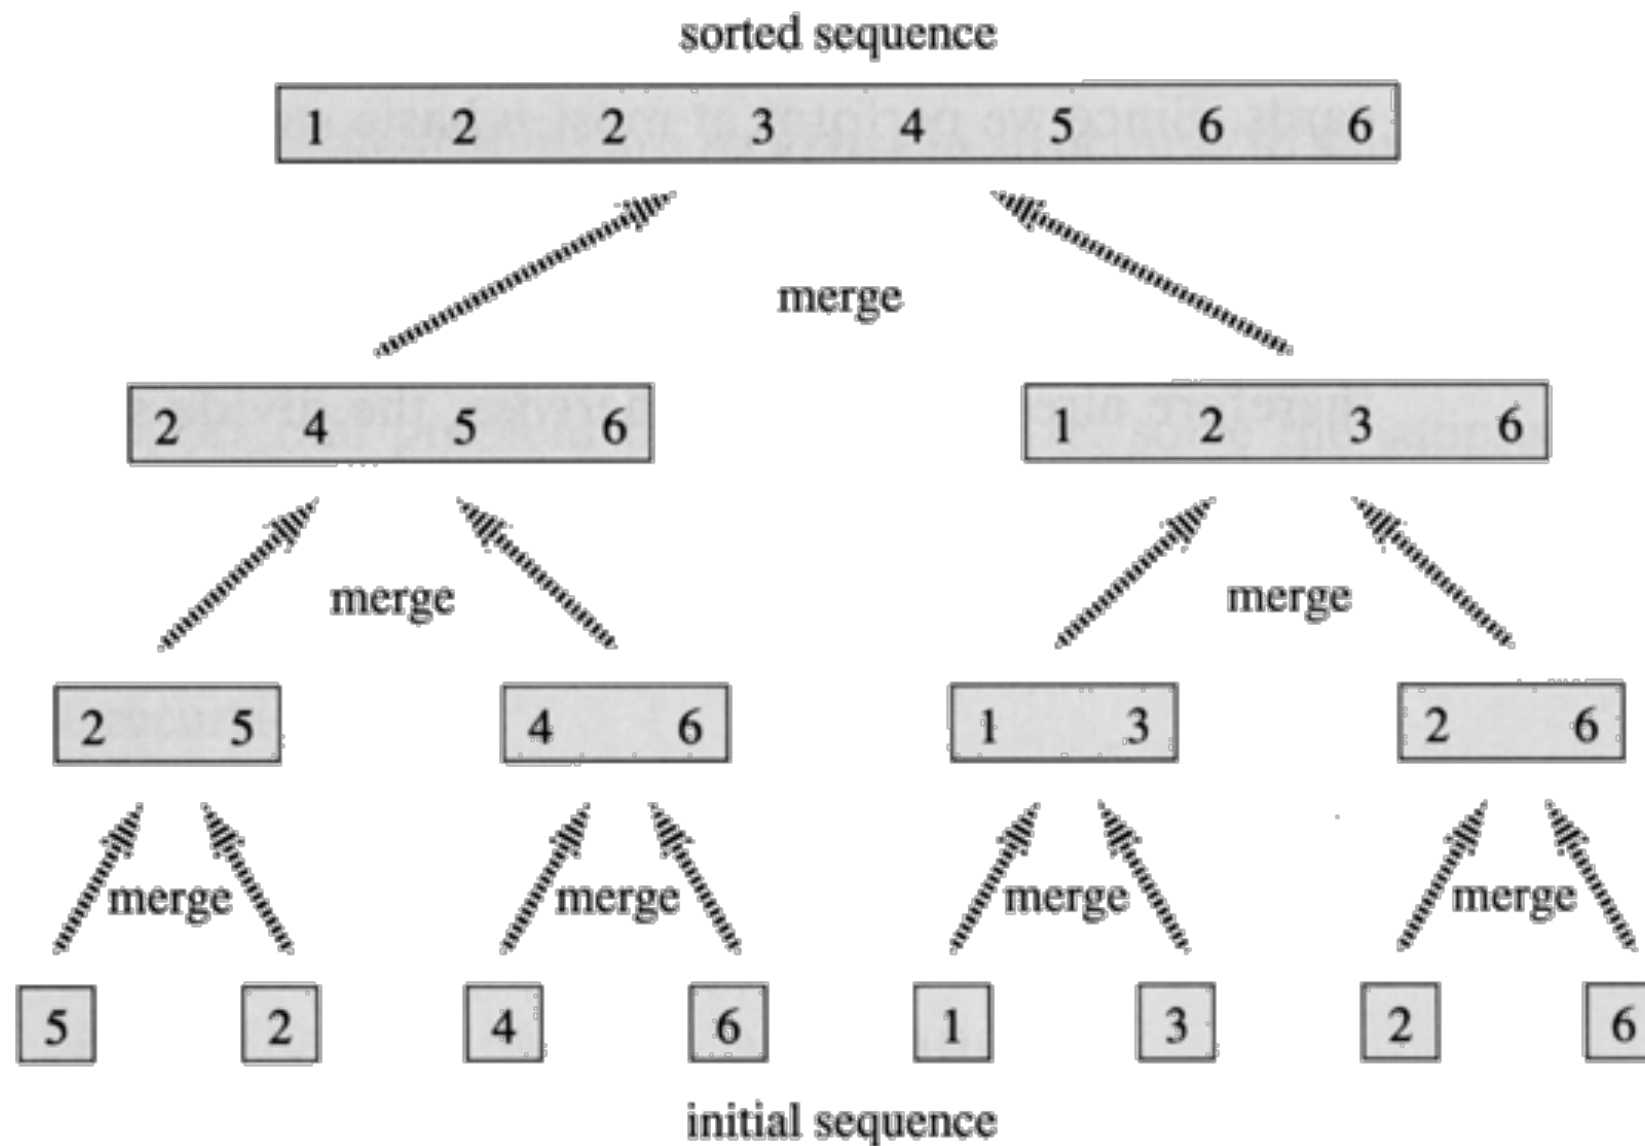 sorted sequence
1 2 2 3 4 5 6 6
merge
2 4 5 6 1 2 3 6
merge merge
2 5 4 6 1 3 2 6
merge merge merge merge
5 2 4 6 1 3 2 6
initial sequence